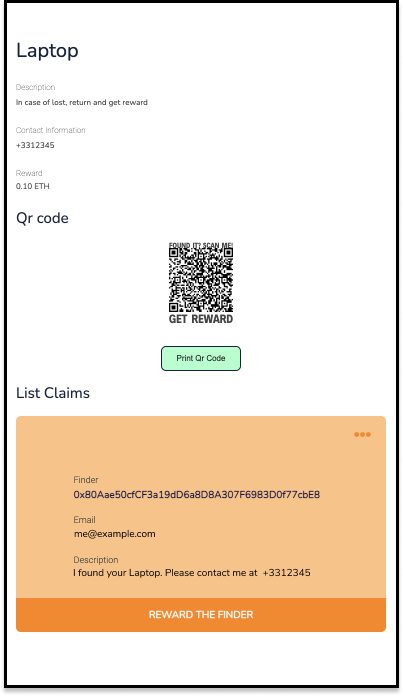 Laptop
Description
In case of lost, return and get reward
Contact Information
+3312345
Reward
0.10 ETH
Qr code
FOUND IT? SCAN ME!
GET REWARD
Print Qr Code
List Claims
Finder
0x80Aae50cfCF3a19dD6a8D8A307F6983D0f77cbE8
Email
me@example.com
Description
I found your Laptop. Please contact me at +3312345
REWARD THE FINDER